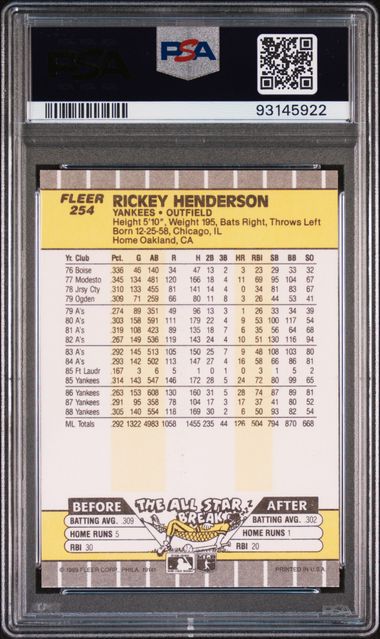 PSA
PSA
93145922
FLEER 254
RICKEY HENDERSON
YANKEES • OUTFIELD
Height 5'10", Weight 195, Bats Right, Throws Left
Born 12-25-58, Chicago, IL
Home Oakland, CA
Yr. Club Pct. G AB R H 2B 3B HR RBI SB BB SO
76 Boise .336 46 140 34 47 13 2 3 23 29 33 32
77 Modesto .345 134 481 120 166 18 4 11 69 95 104 67
78 Jrsy Cty .310 133 455 81 141 14 4 0 34 81 83 67
79 Ogden .309 71 259 66 80 11 8 3 26 44 53 41
79 A's .274 89 351 49 96 13 3 1 26 33 34 39
80 A's .303 158 591 111 179 22 4 9 53 100 117 54
81 A's .319 108 423 89 135 18 7 6 35 56 64 68
82 A's .267 149 536 119 143 24 4 10 51 130 116 94
83 A's .292 145 513 105 150 25 7 9 48 108 103 80
84 A's .293 142 502 113 147 27 4 16 58 66 86 81
85 Ft Laudr .167 3 6 5 1 0 1 0 3 1 5 2
85 Yankees .314 143 547 146 172 28 5 24 72 80 99 65
86 Yankees .263 153 608 130 160 31 5 28 74 87 89 81
87 Yankees .291 95 358 78 104 17 3 17 37 41 80 52
88 Yankees .305 140 554 118 169 30 2 6 50 93 82 54
ML Totals .292 1322 4983 1058 1455 235 44 126 504 794 870 668
BEFORE THE ALL STAR BREAK AFTER
BATTING AVG. .309 BATTING AVG. .302
HOME RUNS 5 HOME RUNS 1
RBI 30 RBI 20
© 1989 FLEER CORP., PHILA. 19141 PRINTED IN U.S.A.